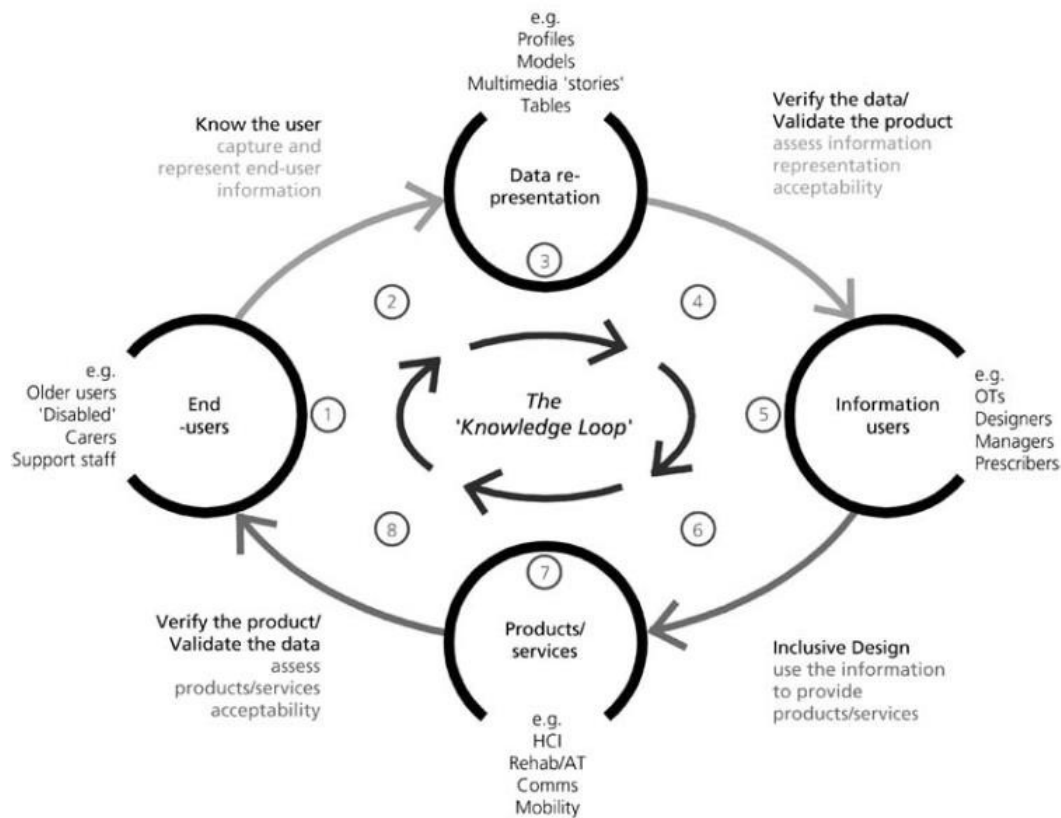 e.g.
Profiles
Models
Multimedia 'stories'
Tables
Know the user
capture and
represent end-user
information
Verify the data/
Validate the product
assess information
representation
acceptability
Data re-
presentation
3
2
4
e.g.
Older users
'Disabled'
Carers
Support staff
End
-users
1
The
'Knowledge Loop'
5
Information
users
e.g.
OTs
Designers
Managers
Prescribers
8
6
7
Products/
services
Verify the product/
Validate the data
assess
products/services
acceptability
Inclusive Design
use the information
to provide
products/services
e.g.
HCI
Rehab/AT
Comms
Mobility